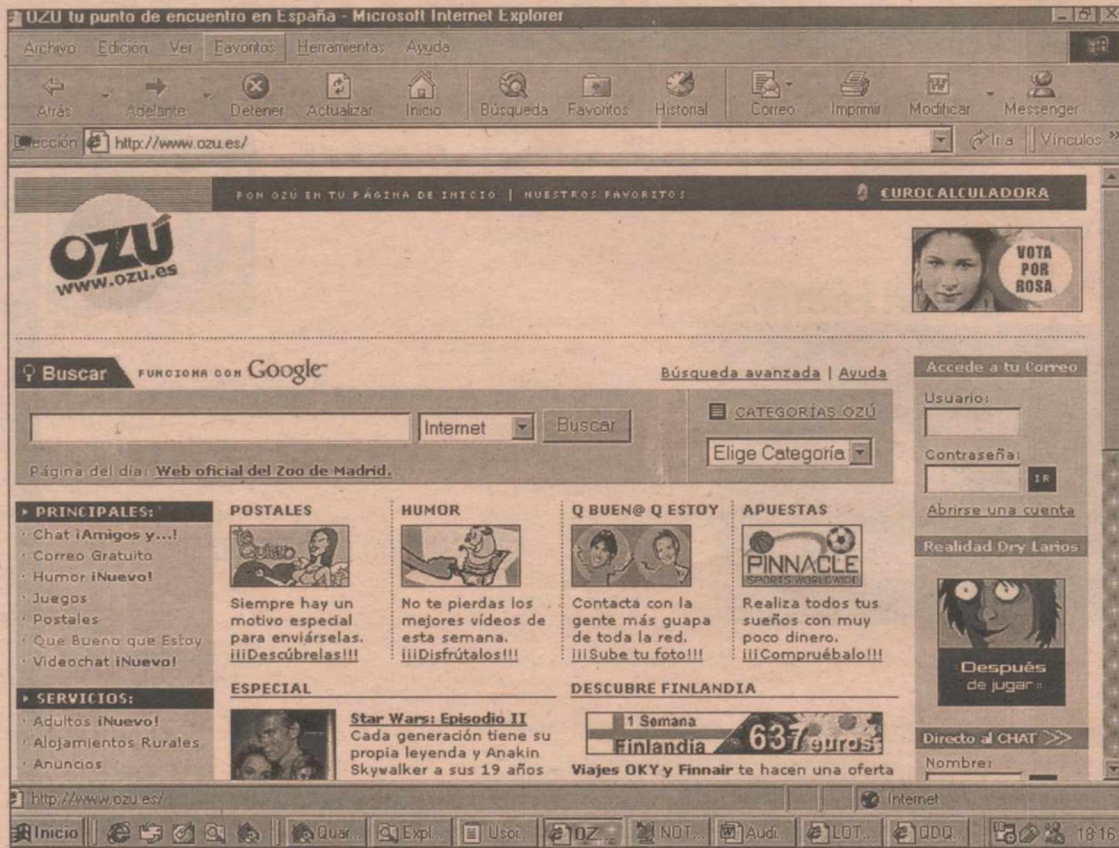 OZÚ tu punto de encuentro en España - Microsoft Internet Explorer
Archivo Edición Ver Favoritos Herramientas Ayuda
Atrás Adelante Detener Actualizar Inicio Búsqueda Favoritos Historial Correo Imprimir Modificar Messenger
http://www.ozu.es/ Ir a Vínculos
PON OZÚ EN TU PÁGINA DE INICIO | NUESTROS FAVORITOS
€UROCALCULADORA
OZÚ
www.ozu.es
VOTA
POR
ROSA
Buscar FUNCIONA CON Google
Búsqueda avanzada | Ayuda
Internet Buscar
CATEGORÍAS OZÚ
Elige Categoría
Página del día: Web oficial del Zoo de Madrid.
Accede a tu Correo
Usuario:
Contraseña:
IR
Abrirse una cuenta
PRINCIPALES:
Chat ¡Amigos y...!
Correo Gratuito
Humor ¡Nuevo!
Juegos
Postales
Que Bueno que Estoy
Videochat ¡Nuevo!
SERVICIOS:
Adultos ¡Nuevo!
Alojamientos Rurales
Anuncios
POSTALES
Siempre hay un
motivo especial
para enviárselas.
¡¡¡Descúbrelas!!!
HUMOR
No te pierdas los
mejores vídeos de
esta semana.
¡¡¡Disfrútalos!!!
Q BUEN@ Q ESTOY
Contacta con la
gente más guapa
de toda la red.
¡¡¡Sube tu foto!!!
APUESTAS
PINNACLE
SPORTS WORLDWIDE
Realiza todos tus
sueños con muy
poco dinero.
¡¡¡Compruébalo!!!
ESPECIAL
Star Wars: Episodio II
Cada generación tiene su
propia leyenda y Anakin
Skywalker a sus 19 años
DESCUBRE FINLANDIA
1 Semana
Finlandia
637 euros
Viajes OKY y Finnair te hacen una oferta
Realidad Dry Larios
Después
de jugar
Directo al CHAT >>
Nombre:
http://www.ozu.es/ Internet
Inicio Quar... Expl... Usoi... OZ... NOT... Audi... LOT... QDQ... 18:16